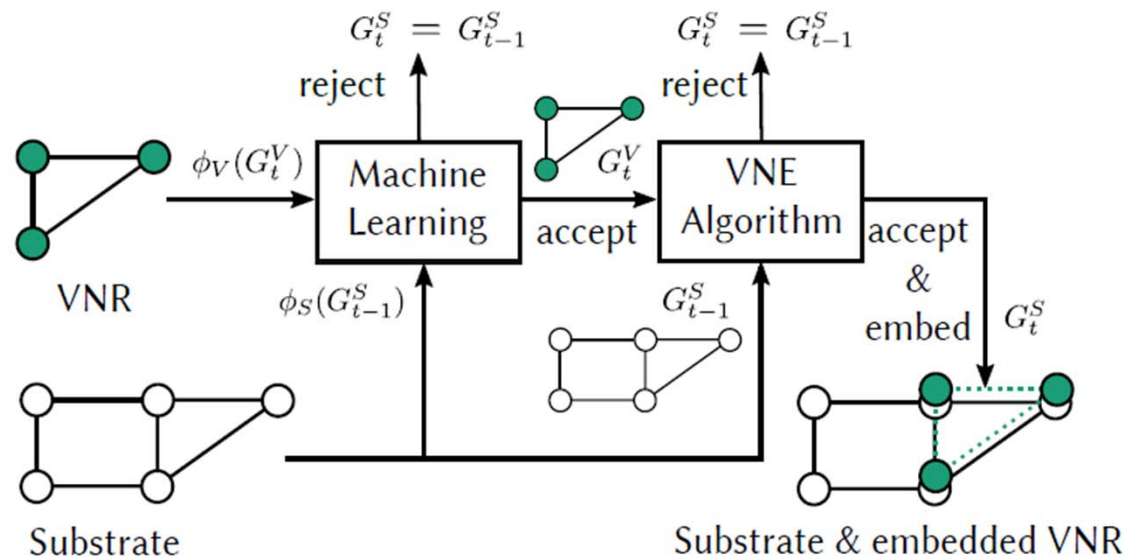 G_t^S = G_{t-1}^S
G_t^S = G_{t-1}^S
reject
reject
ϕ_V(G_t^V)
Machine
Learning
G_t^V
accept
VNE
Algorithm
accept
&
embed
G_t^S
VNR
ϕ_S(G_{t-1}^S)
G_{t-1}^S
Substrate
Substrate & embedded VNR